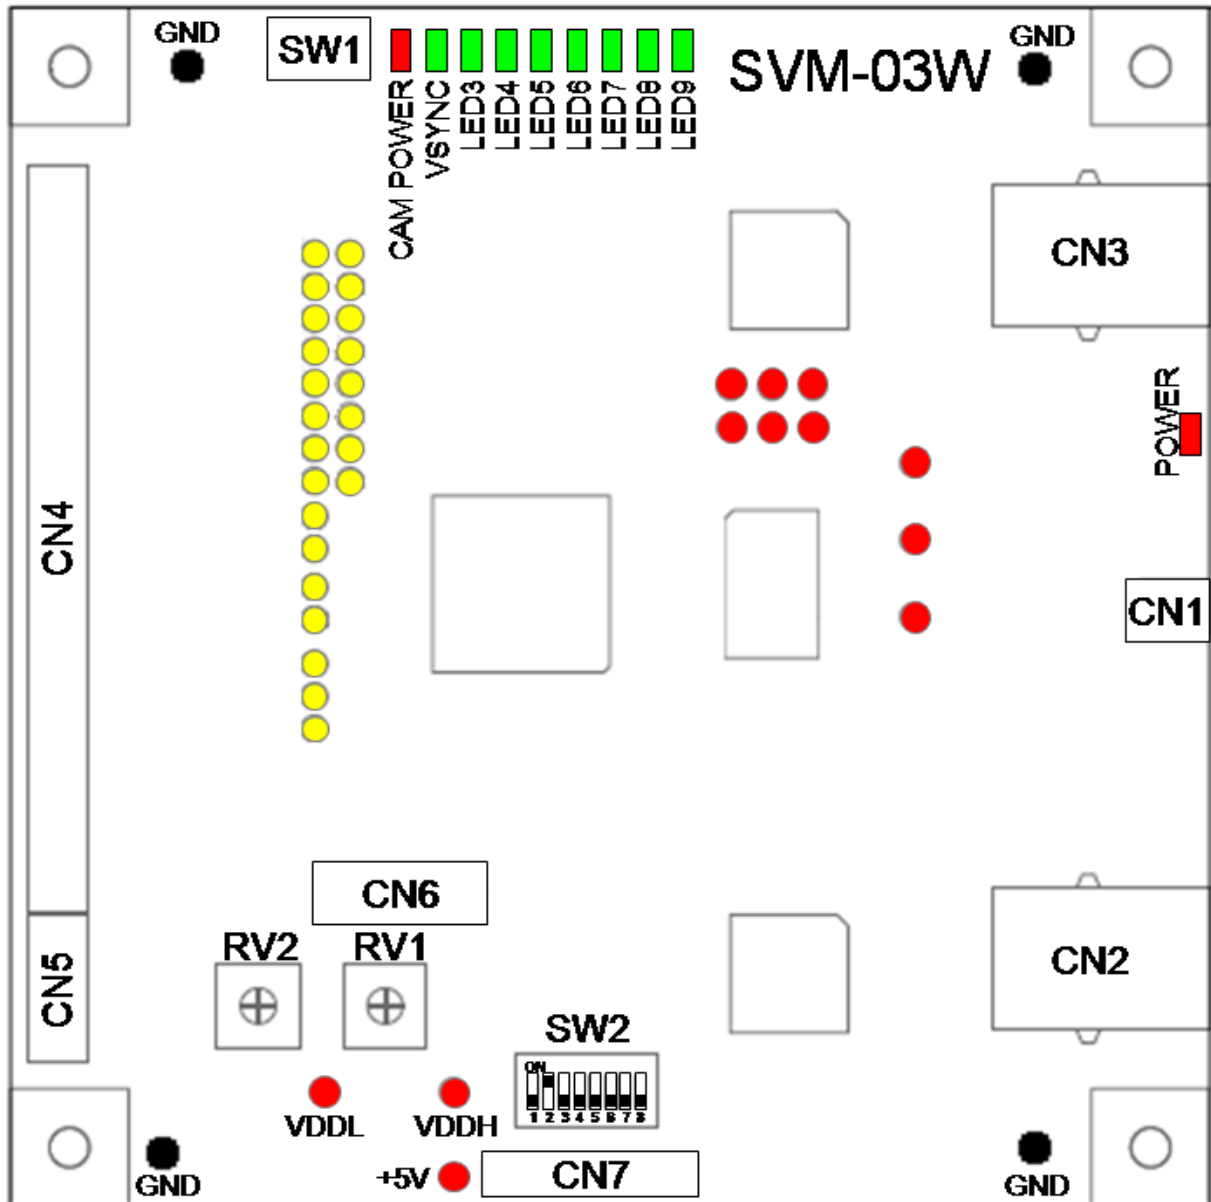 GND
SW1
SVM-03W
GND
CAM POWER
VSYNC
LED3
LED4
LED5
LED6
LED7
LED8
LED9
CN3
POWER
CN4
CN1
CN6
RV2
RV1
CN5
CN2
SW2
ON
1 2 3 4 5 6 7 8
VDDL
VDDH
+5V
CN7
GND
GND